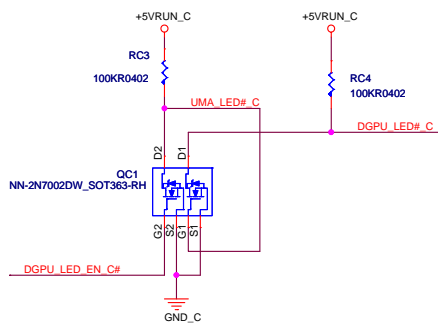 +5VRUN_C
+5VRUN_C
RC3
100KR0402
RC4
100KR0402
UMA_LED#_C
DGPU_LED#_C
D2
D1
QC1
NN-2N7002DW_SOT363-RH
G2
S2
G1
S1
DGPU_LED_EN_C#
GND_C